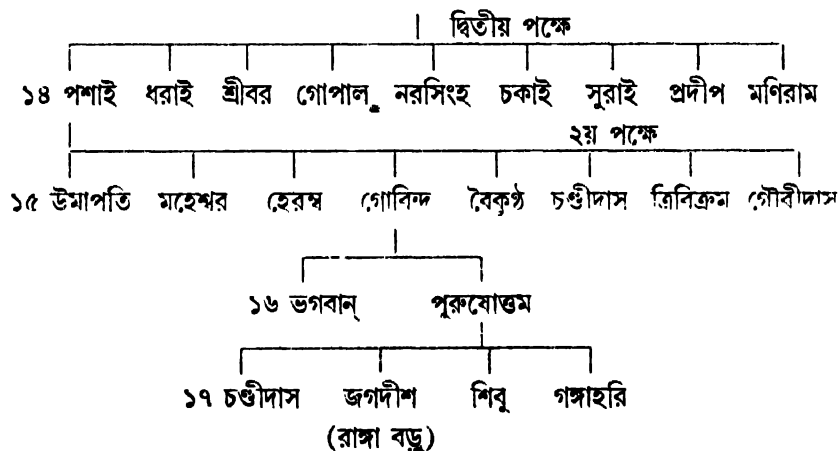 দ্বিতীয় পক্ষে
১৪ পশাই ধরাই শ্রীবর গোপাল নরসিংহ চকাই সুরাই প্রদীপ মণিরাম
২য় পক্ষে
১৫ উমাপতি মহেশ্বর হেরম্ব গোবিন্দ বৈকুণ্ঠ চণ্ডীদাস ত্রিবিক্রম গৌবীদাস
১৬ ভগবান্ পুরুষোত্তম
১৭ চণ্ডীদাস জগদীশ শিবু গঙ্গাহরি
(রাঙ্গা বড়ু)